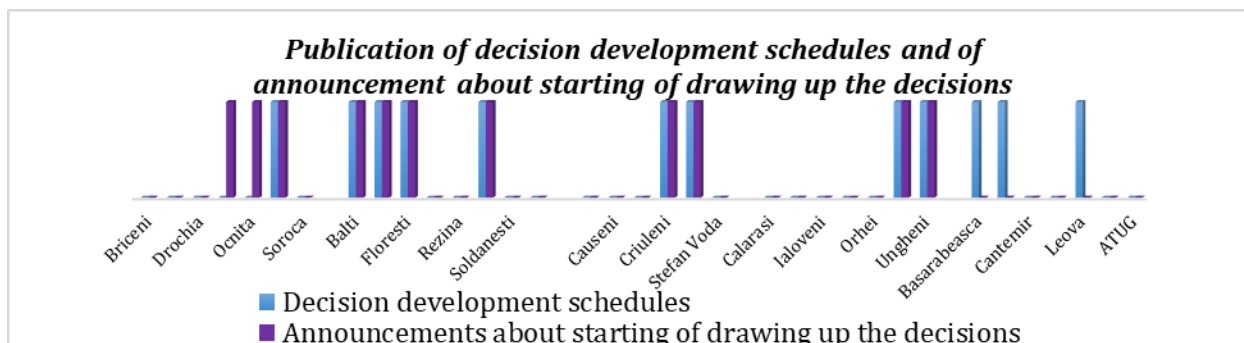 Publication of decision development schedules and of
announcement about starting of drawing up the decisions
Briceni
Drochia
Ocnita
Soroca
Balti
Floresti
Rezina
Soldanesti
Causeni
Criuleni
Stefan Voda
Calarasi
Ialoveni
Orhei
Ungheni
Basarabeasca
Cantemir
Leova
ATUG
Decision development schedules
Announcements about starting of drawing up the decisions